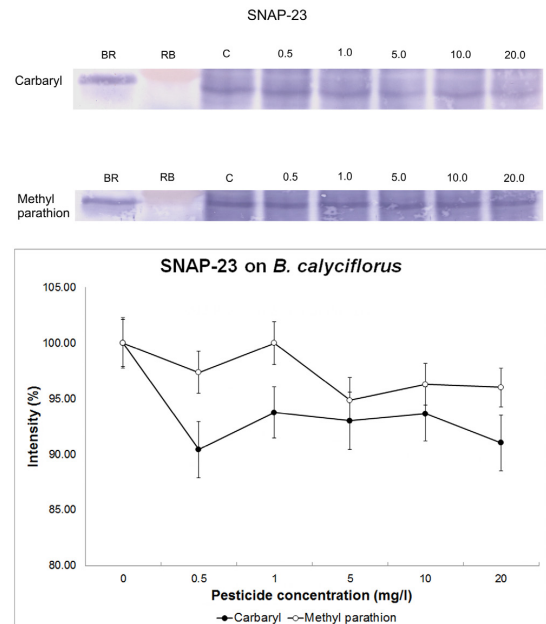 SNAP-23
BR RB C 0.5 1.0 5.0 10.0 20.0
Carbaryl
BR RB C 0.5 1.0 5.0 10.0 20.0
Methyl
parathion
SNAP-23 on B. calyciflorus
105.00
100.00
95.00
90.00
85.00
80.00
Intensity (%)
0 0.5 1 5 10 20
Pesticide concentration (mg/l)
Carbaryl Methyl parathion